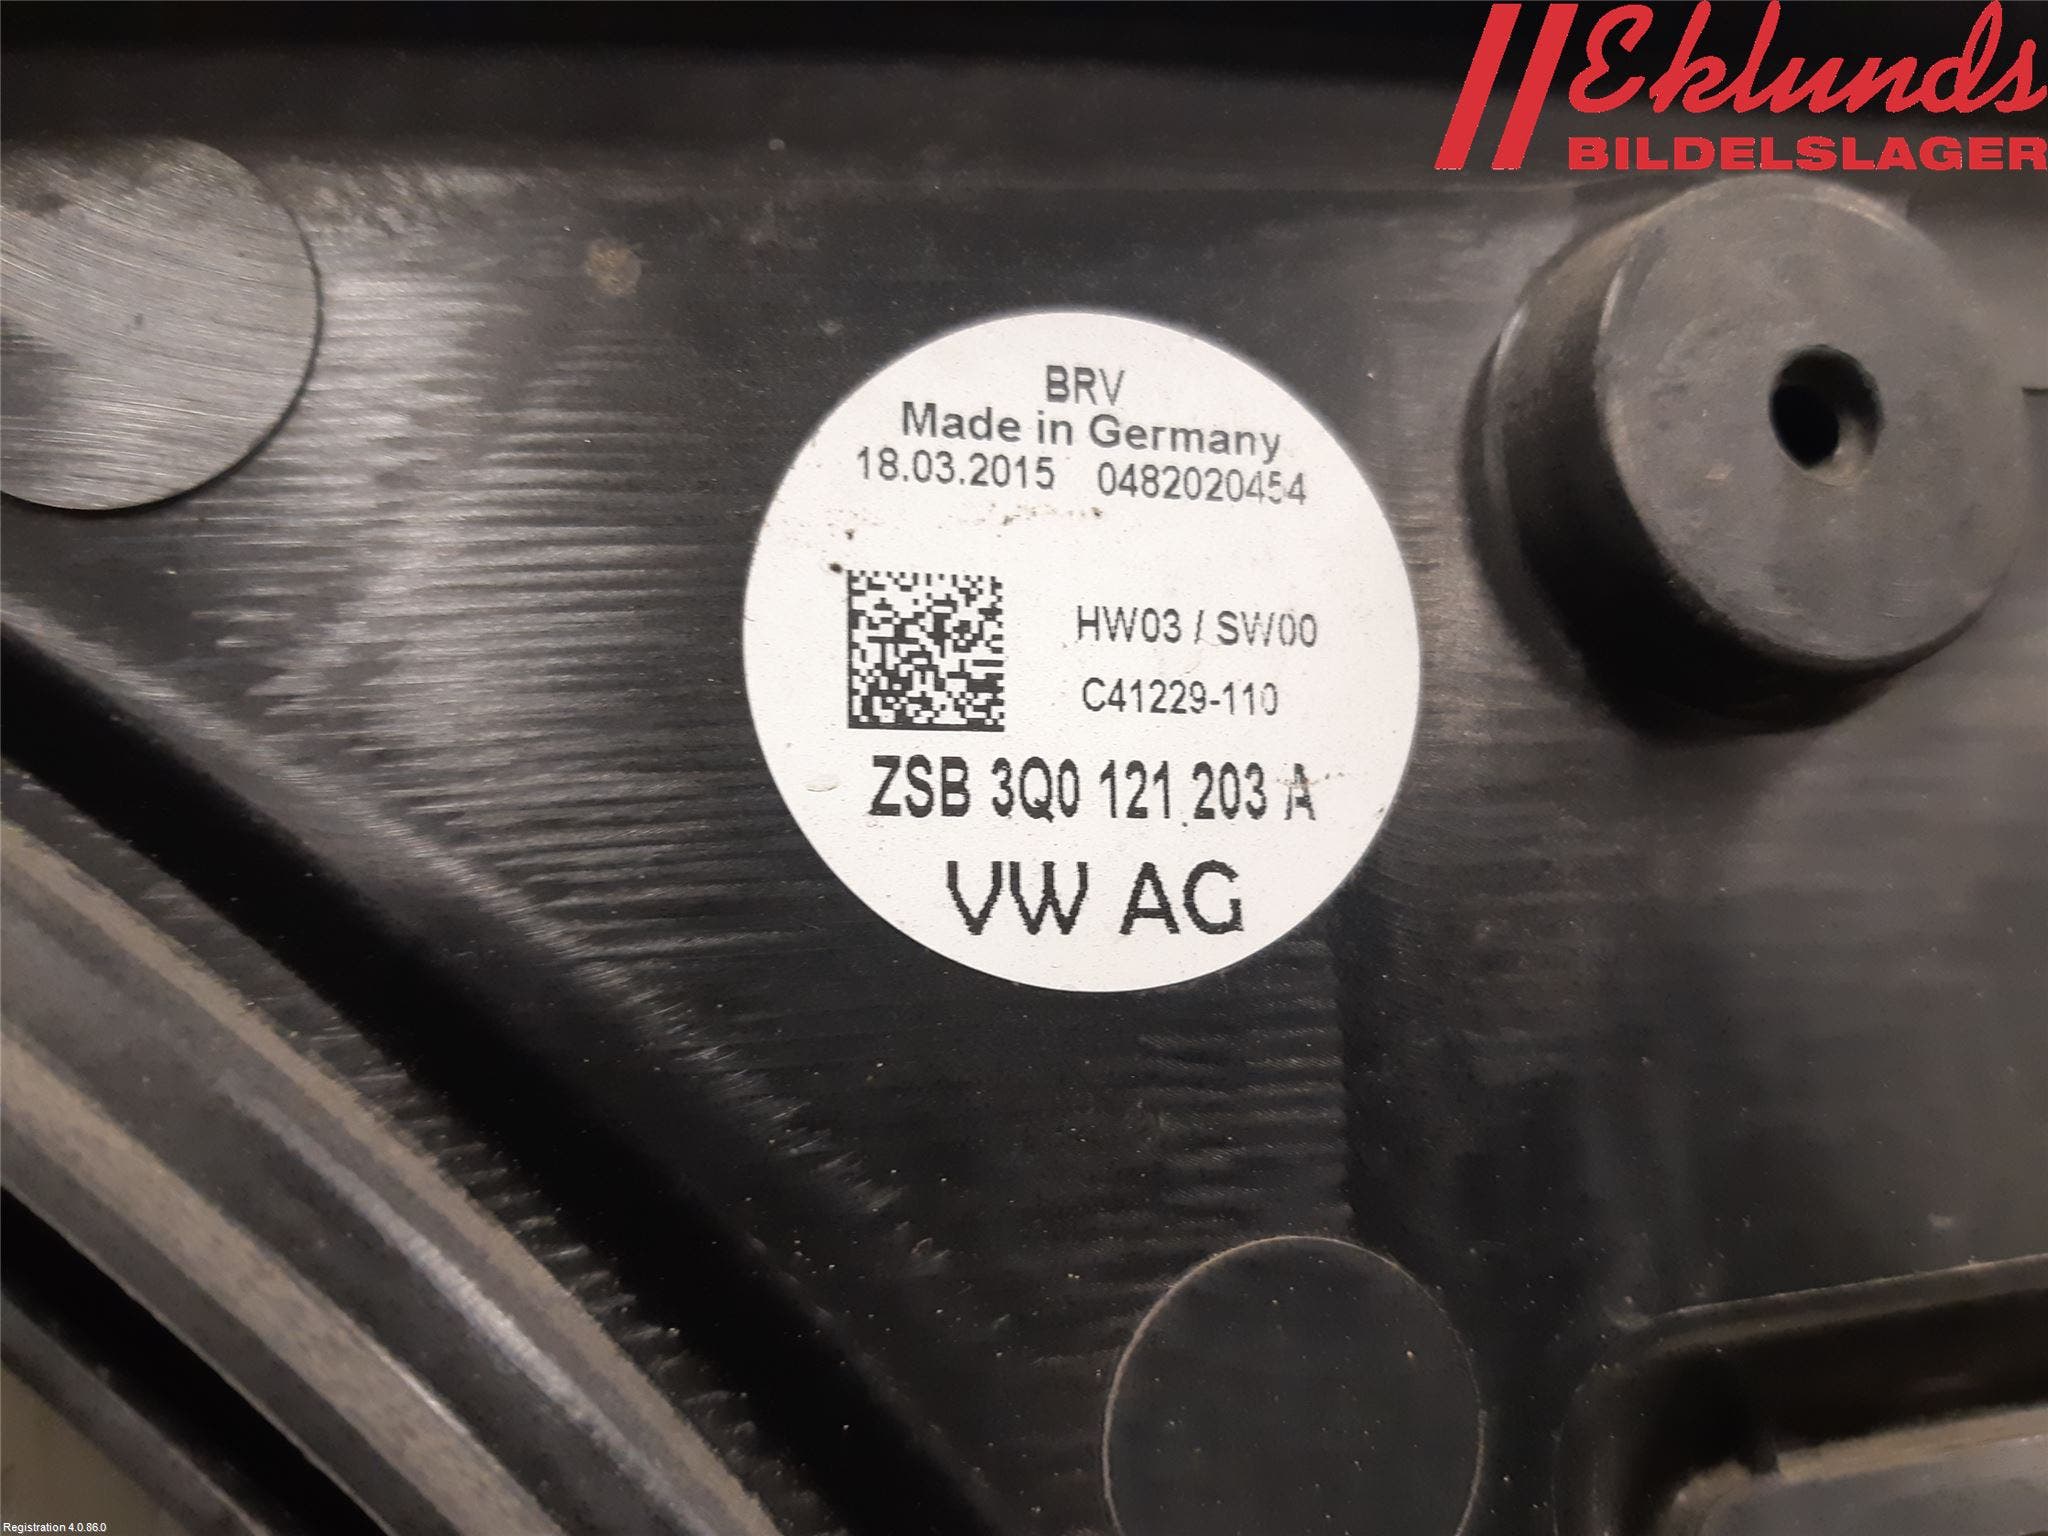 Eklunds
BILDELSLAGER
BRV
Made in Germany
18.03.2015 0482020454
HW03 / SW00
C41229-110
ZSB 3Q0 121 203 A
VW AG
Registration 4.0.86.0